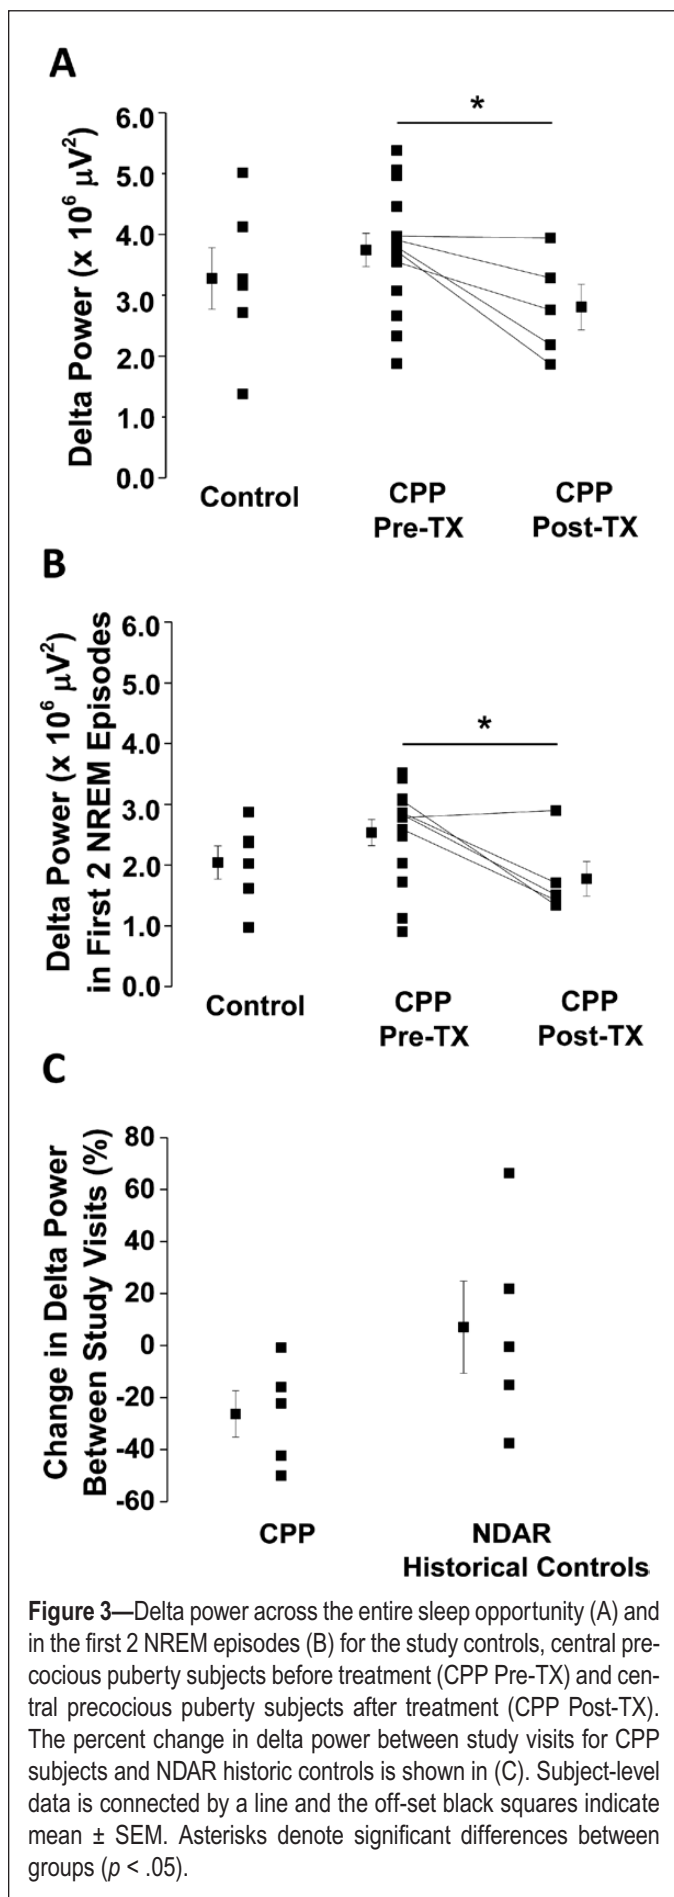 A
*
6.0
5.0
4.0
3.0
2.0
1.0
0.0
Delta Power (x 10⁶ μV²)
Control
CPP
Pre-TX
CPP
Post-TX
B
*
6.0
5.0
4.0
3.0
2.0
1.0
0.0
Delta Power (x 10⁶ μV²)
in First 2 NREM Episodes
Control
CPP
Pre-TX
CPP
Post-TX
C
80
60
40
20
0
-20
-40
-60
Change in Delta Power
Between Study Visits (%)
CPP
NDAR
Historical Controls
Figure 3—Delta power across the entire sleep opportunity (A) and
in the first 2 NREM episodes (B) for the study controls, central pre-
cocious puberty subjects before treatment (CPP Pre-TX) and cen-
tral precocious puberty subjects after treatment (CPP Post-TX).
The percent change in delta power between study visits for CPP
subjects and NDAR historic controls is shown in (C). Subject-level
data is connected by a line and the off-set black squares indicate
mean ± SEM. Asterisks denote significant differences between
groups (p < .05).